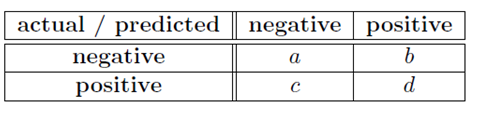 actual / predicted negative positive
negative a b
positive c d